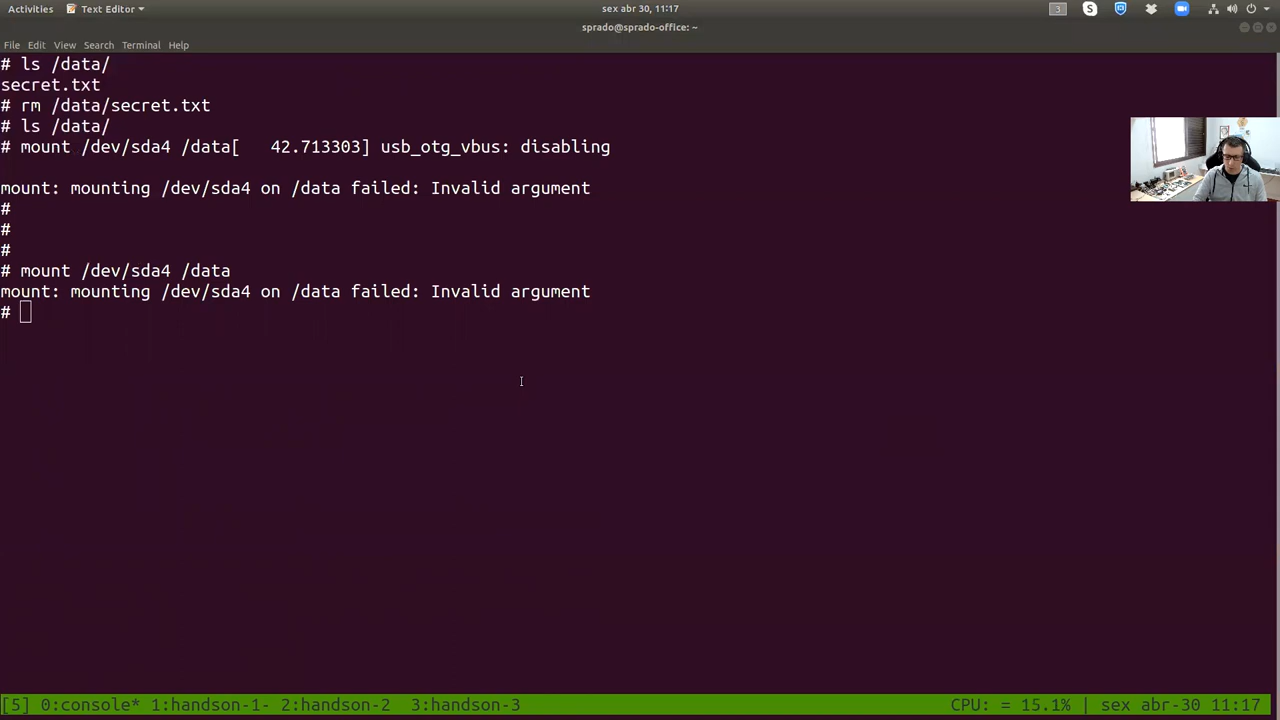 Activities Text Editor sex abr 30, 11:17 3
sprado@sprado-office: ~
File Edit View Search Terminal Help
# ls /data/
secret.txt
# rm /data/secret.txt
# ls /data/
# mount /dev/sda4 /data[   42.713303] usb_otg_vbus: disabling
mount: mounting /dev/sda4 on /data failed: Invalid argument
#
#
#
# mount /dev/sda4 /data
mount: mounting /dev/sda4 on /data failed: Invalid argument
#
[5] 0:console* 1:handson-1- 2:handson-2  3:handson-3 CPU: = 15.1% | sex abr-30 11:17